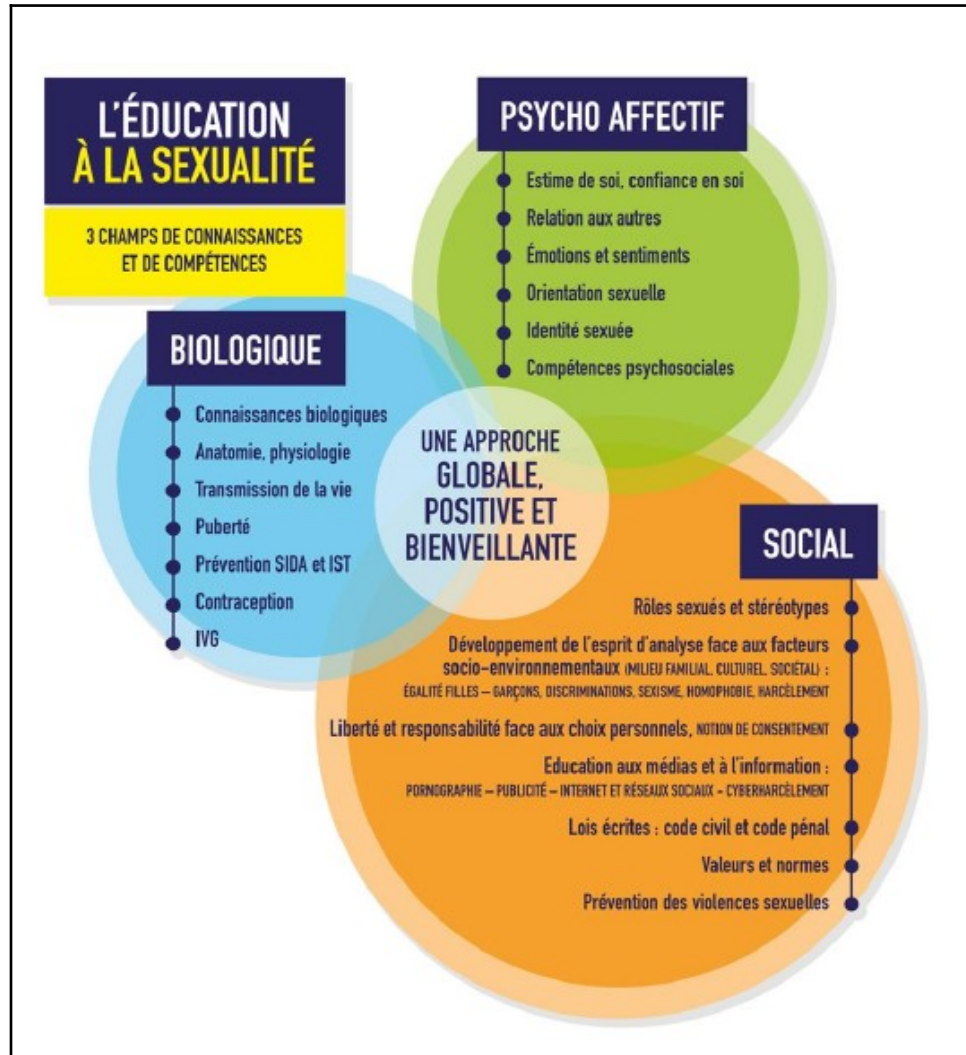 L'ÉDUCATION
À LA SEXUALITÉ
3 CHAMPS DE CONNAISSANCES
ET DE COMPÉTENCES
PSYCHO AFFECTIF
Estime de soi, confiance en soi
Relation aux autres
Émotions et sentiments
Orientation sexuelle
Identité sexuée
Compétences psychosociales
BIOLOGIQUE
Connaissances biologiques
Anatomie, physiologie
Transmission de la vie
Puberté
Prévention SIDA et IST
Contraception
IVG
UNE APPROCHE
GLOBALE,
POSITIVE ET
BIENVEILLANTE
SOCIAL
Rôles sexués et stéréotypes
Développement de l'esprit d'analyse face aux facteurs
socio-environnementaux (MILIEU FAMILIAL, CULTUREL, SOCIÉTAL) :
ÉGALITÉ FILLES – GARÇONS, DISCRIMINATIONS, SEXISME, HOMOPHOBIE, HARCÈLEMENT
Liberté et responsabilité face aux choix personnels, NOTION DE CONSENTEMENT
Education aux médias et à l'information :
PORNOGRAPHIE – PUBLICITÉ – INTERNET ET RÉSEAUX SOCIAUX - CYBERHARCÈLEMENT
Lois écrites : code civil et code pénal
Valeurs et normes
Prévention des violences sexuelles